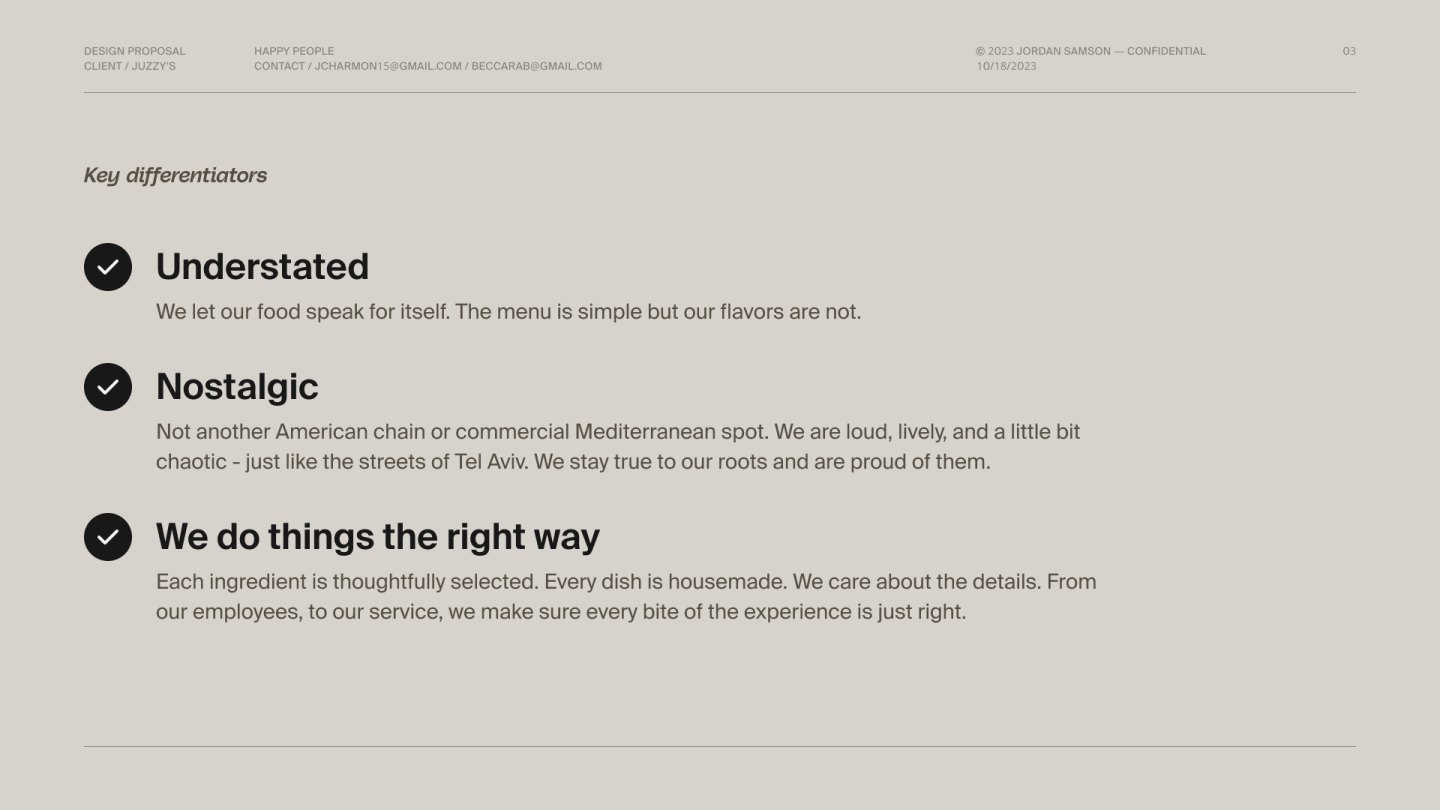 DESIGN PROPOSAL
CLIENT / JUZZY'S
HAPPY PEOPLE
CONTACT / JCHARMON15@GMAIL.COM / BECCARAB@GMAIL.COM
© 2023 JORDAN SAMSON — CONFIDENTIAL
10/18/2023
03
Key differentiators
Understated
We let our food speak for itself. The menu is simple but our flavors are not.
Nostalgic
Not another American chain or commercial Mediterranean spot. We are loud, lively, and a little bit
chaotic - just like the streets of Tel Aviv. We stay true to our roots and are proud of them.
We do things the right way
Each ingredient is thoughtfully selected. Every dish is housemade. We care about the details. From
our employees, to our service, we make sure every bite of the experience is just right.